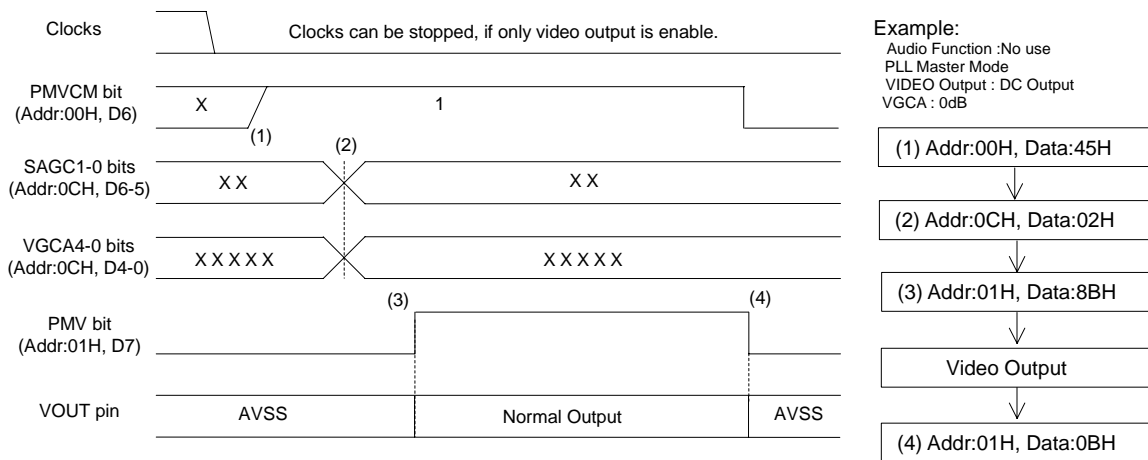 Clocks
Clocks can be stopped, if only video output is enable.
PMVCM bit
(Addr:00H, D6)
X
1
(1)
(2)
SAGC1-0 bits
(Addr:0CH, D6-5)
X X
X X
VGCA4-0 bits
(Addr:0CH, D4-0)
X X X X X
X X X X X
(3)
(4)
PMV bit
(Addr:01H, D7)
VOUT pin
AVSS
Normal Output
AVSS
Example:
Audio Function :No use
PLL Master Mode
VIDEO Output : DC Output
VGCA : 0dB
(1) Addr:00H, Data:45H
(2) Addr:0CH, Data:02H
(3) Addr:01H, Data:8BH
Video Output
(4) Addr:01H, Data:0BH